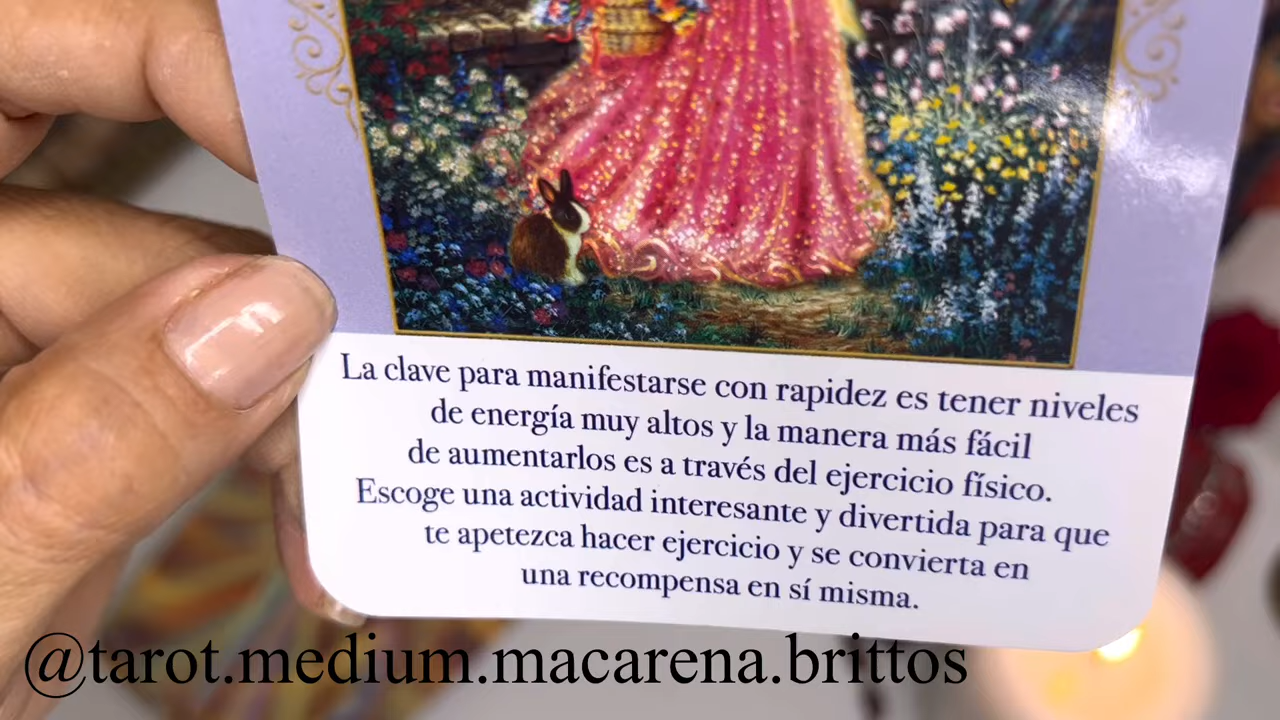 La clave para manifestarse con rapidez es tener niveles
de energía muy altos y la manera más fácil
de aumentarlos es a través del ejercicio físico.
Escoge una actividad interesante y divertida para que
te apetezca hacer ejercicio y se convierta en
una recompensa en sí misma.
@tarot.medium.macarena.brittos